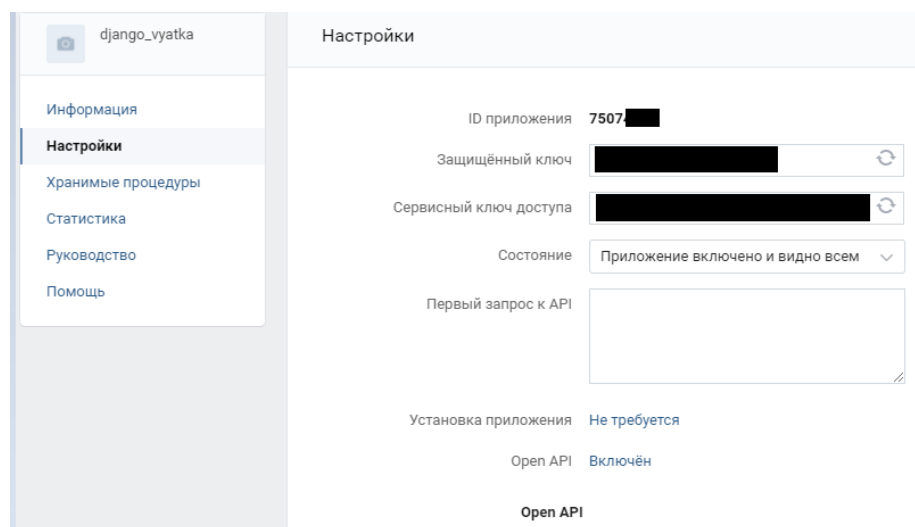 django_vyatka
Информация
Настройки
Хранимые процедуры
Статистика
Руководство
Помощь
Настройки
ID приложения 7507
Защищённый ключ
Сервисный ключ доступа
Состояние Приложение включено и видно всем
Первый запрос к API
Установка приложения Не требуется
Open API Включён
Open API